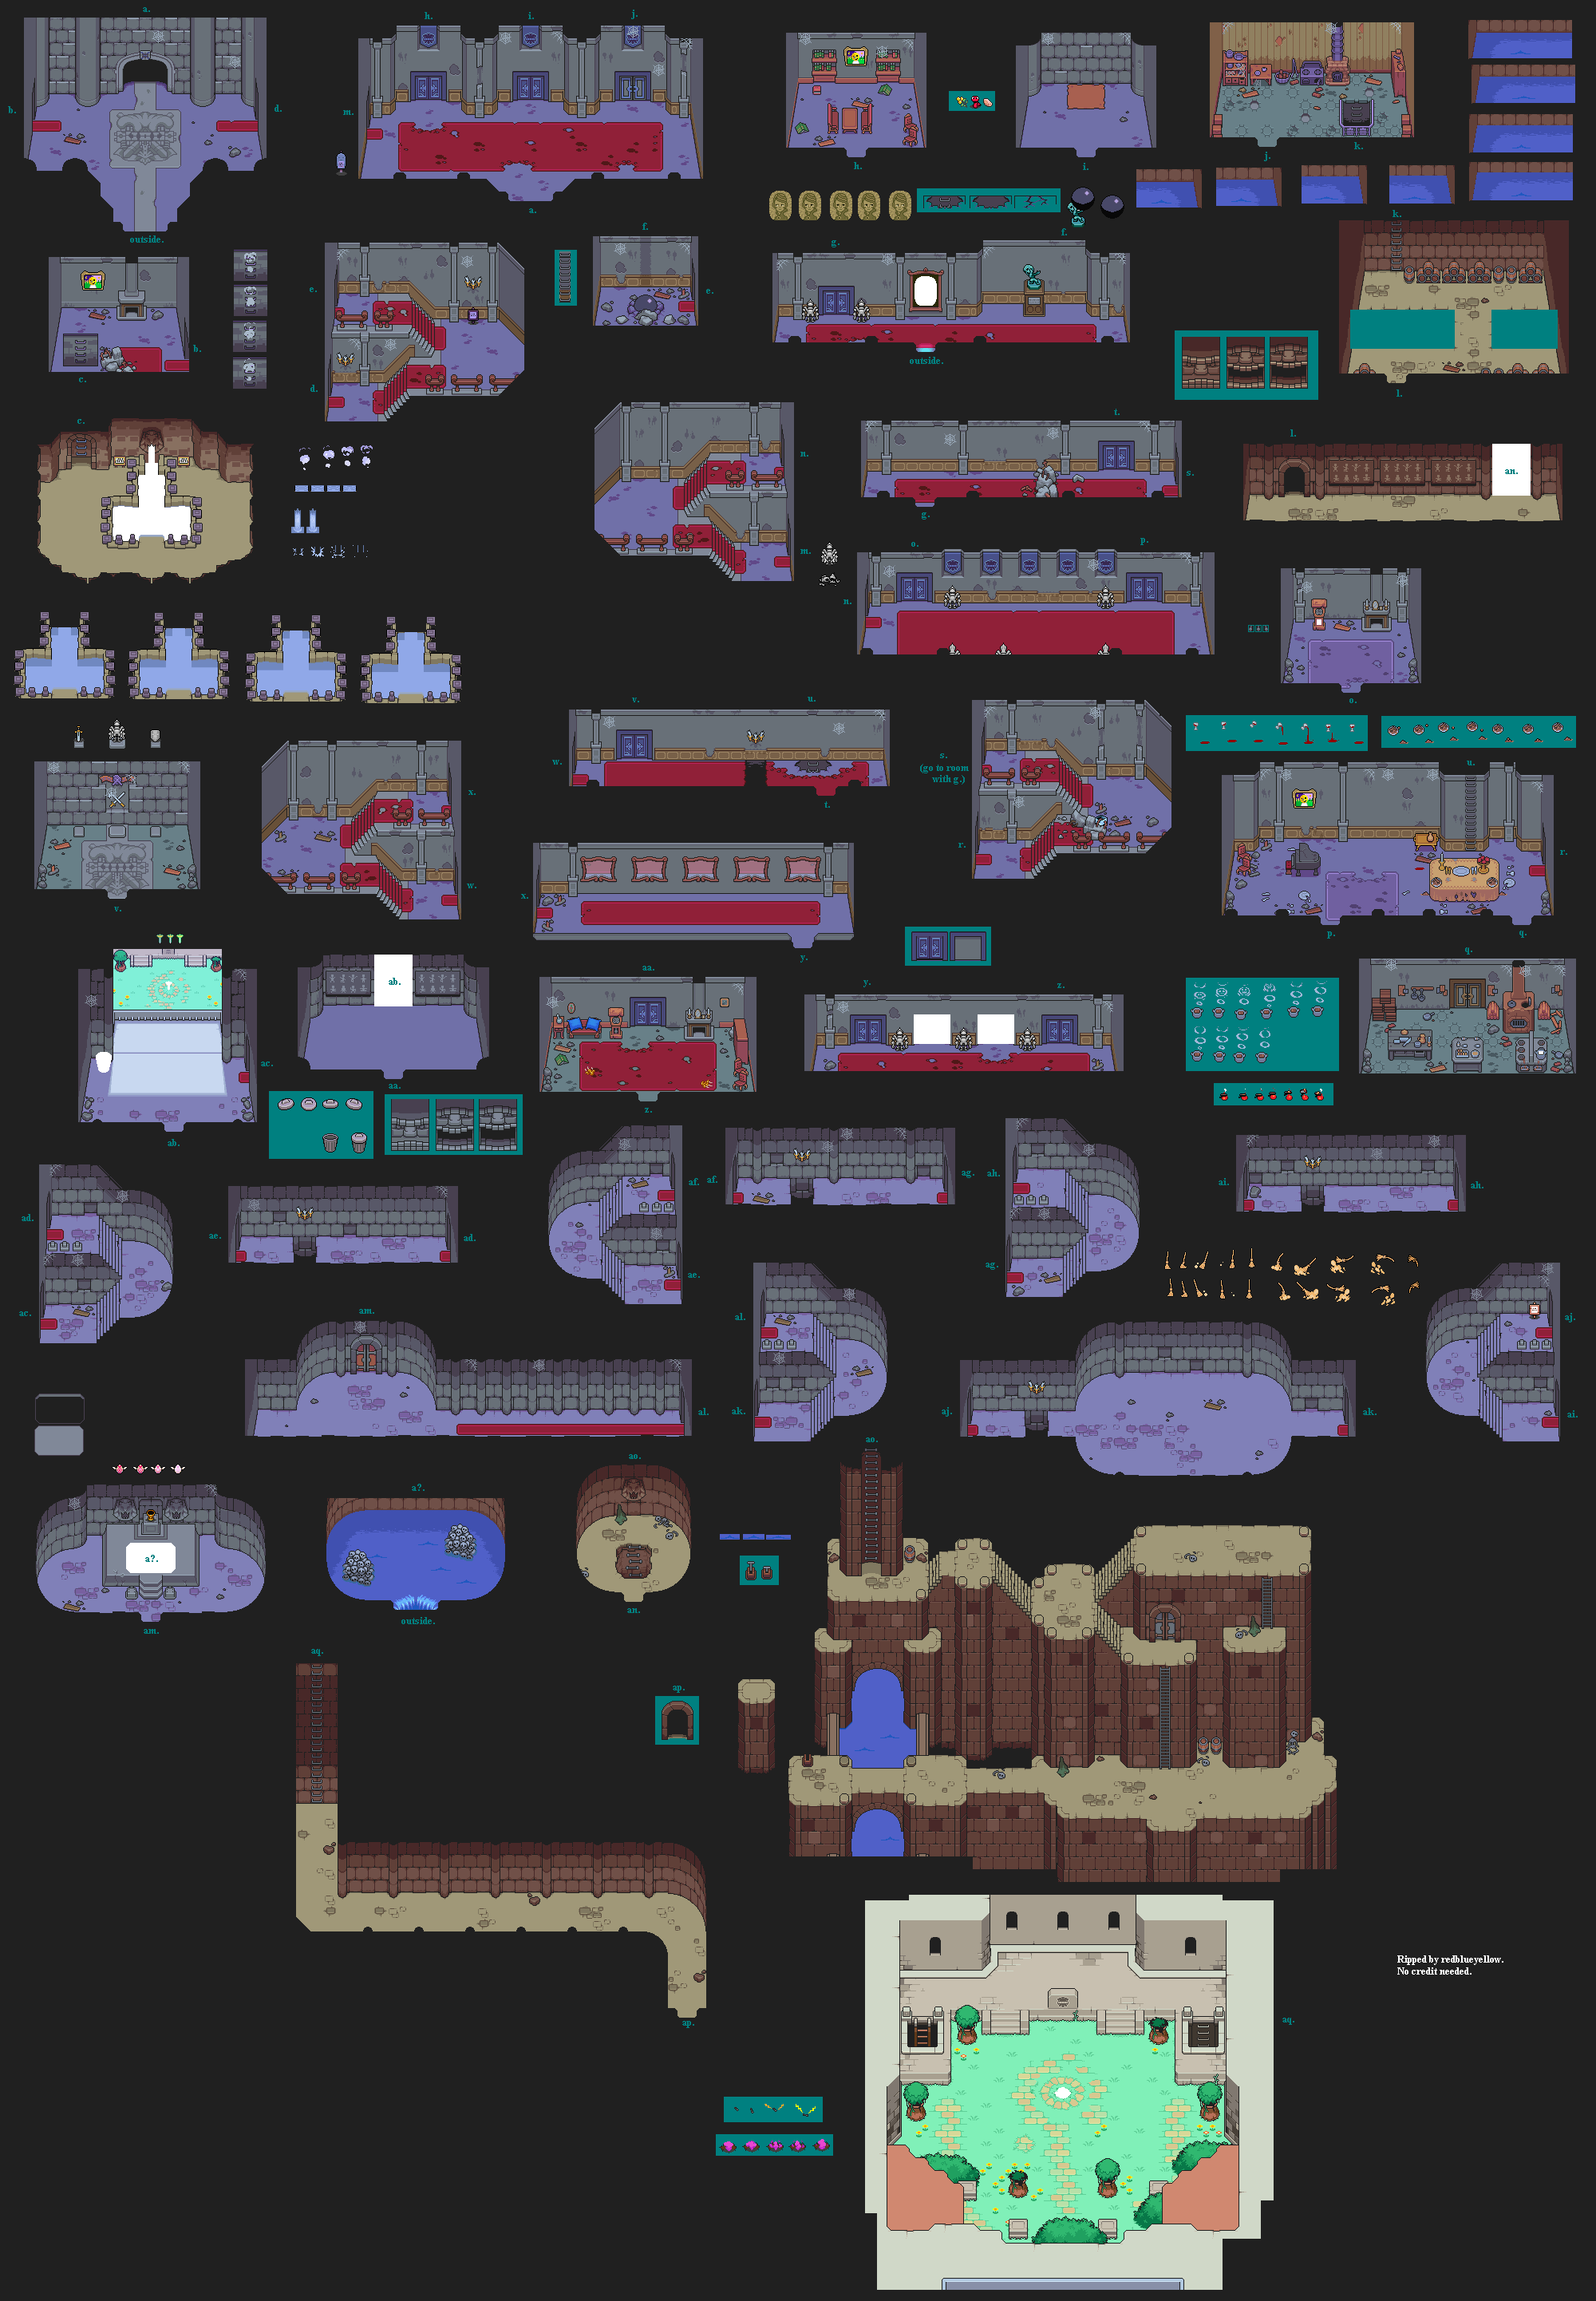 a.
h.
i.
j.
b.
d.
m.
h.
i.
j.
k.
a.
outside.
k.
f.
g.
f.
e.
e.
b.
c.
d.
outside.
l.
c.
n.
t.
l.
s.
an.
g.
m.
o.
p.
n.
o.
v.
u.
w.
s.
(go to room
with g.)
t.
u.
x.
r.
r.
w.
v.
x.
p.
q.
y.
q.
aa.
y.
z.
ab.
ac.
aa.
z.
ab.
ad.
ae.
ad.
af.
af.
ag.
ah.
ai.
ah.
ac.
ae.
ag.
am.
al.
aj.
al.
ak.
aj.
ak.
ai.
ao.
ao.
a?.
a?.
am.
outside.
an.
aq.
ap.
Ripped by redblueyellow.
No credit needed.
ap.
aq.